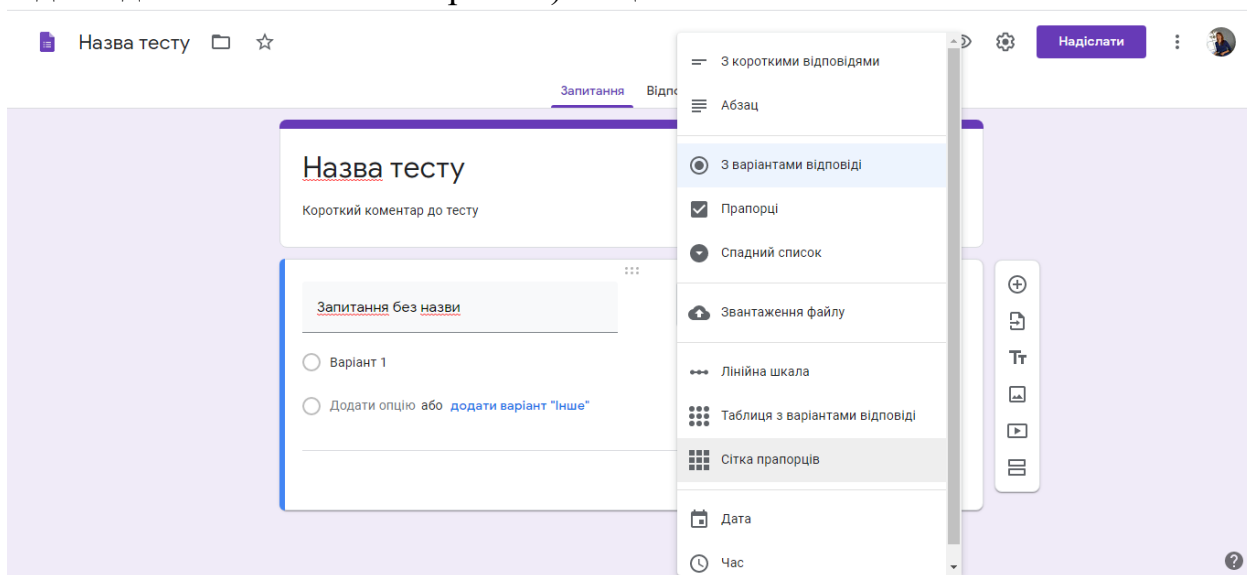 Назва тесту
Надіслати
Запитання Відпо
Назва тесту
Короткий коментар до тесту
Запитання без назви
Варіант 1
Додати опцію або додати варіант "Інше"
З короткими відповідями
Абзац
З варіантами відповіді
Прапорці
Спадний список
Звантаження файлу
Лінійна шкала
Таблиця з варіантами відповіді
Сітка прапорців
Дата
Час
Тт